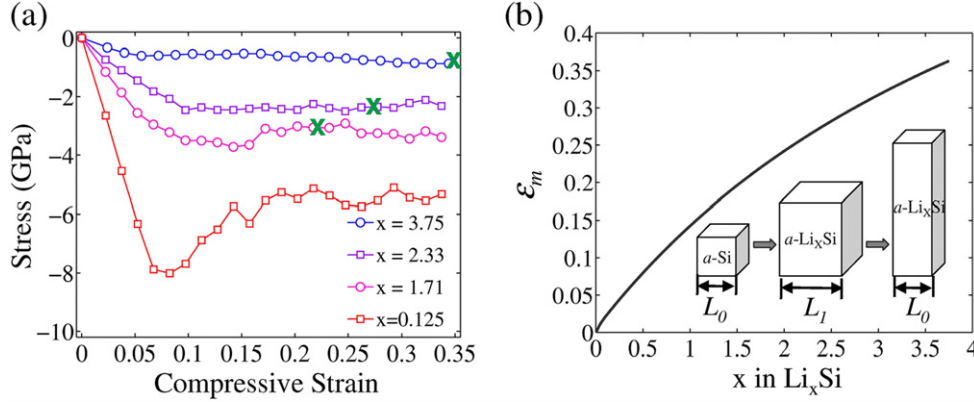 (a)
0
−2
−4
−6
−8
−10
Stress (GPa)
X
X
X
x = 3.75
x = 2.33
x = 1.71
x=0.125
0 0.05 0.1 0.15 0.2 0.25 0.3 0.35
Compressive Strain
(b)
0.4
0.35
0.3
0.25
0.2
0.15
0.1
0.05
0
εm
a-Si
a-LixSi
a-LixSi
L0
L1
L0
0 0.5 1 1.5 2 2.5 3 3.5 4
x in LixSi